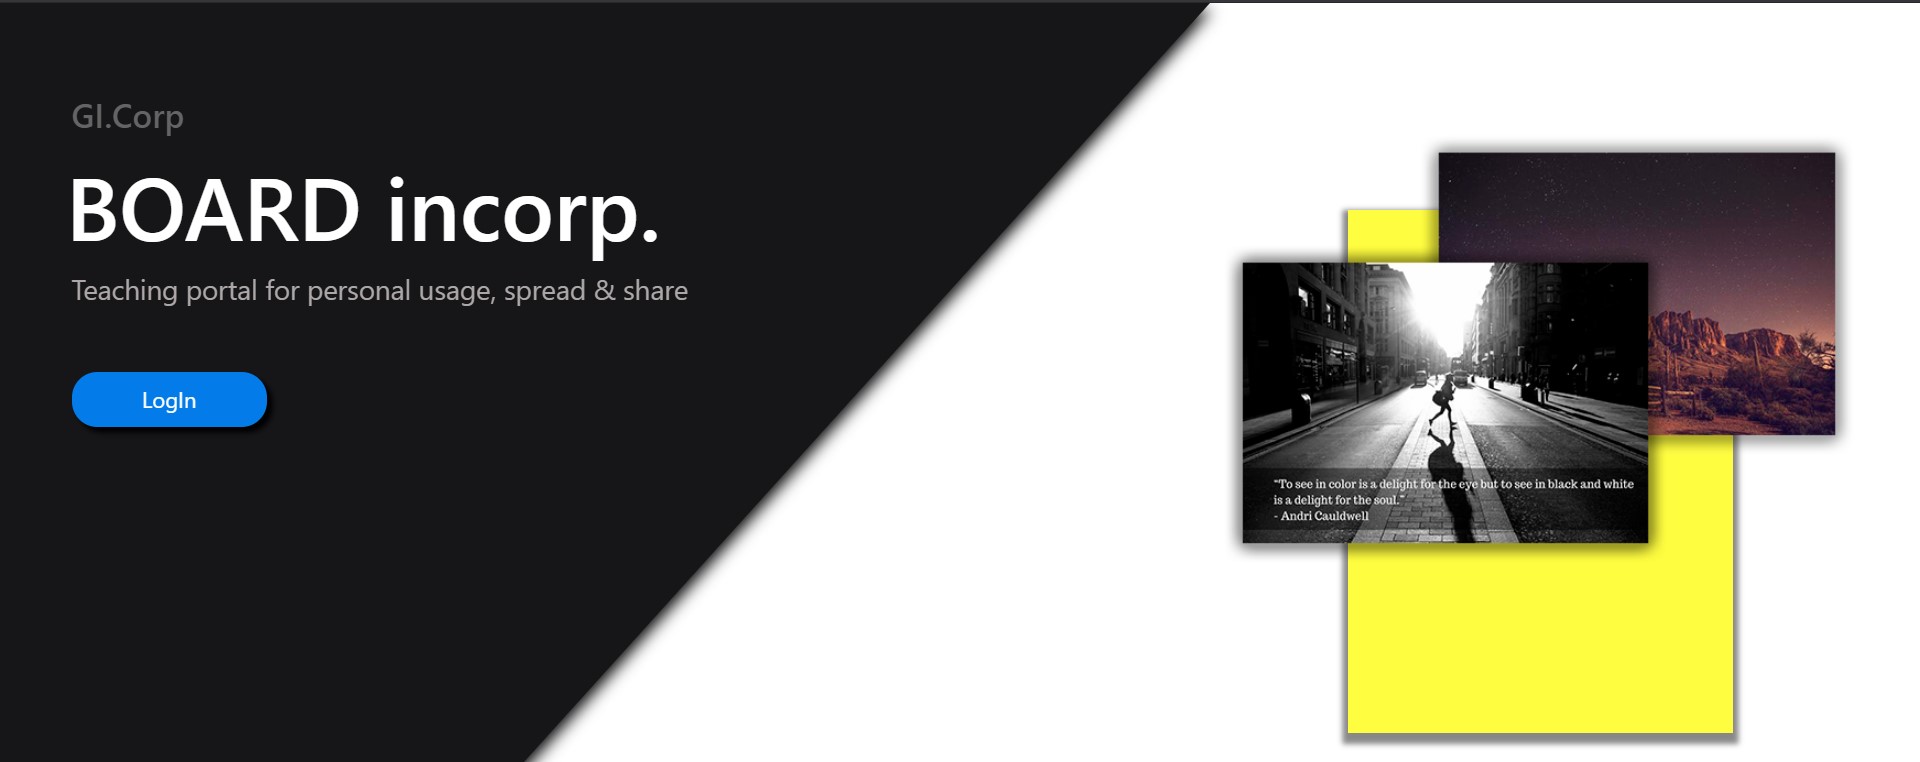 GI.Corp
BOARD incorp.
Teaching portal for personal usage, spread & share
LogIn
"To see in color is a delight for the eye but to see in black and white
is a delight for the soul."
- Andri Cauldwell